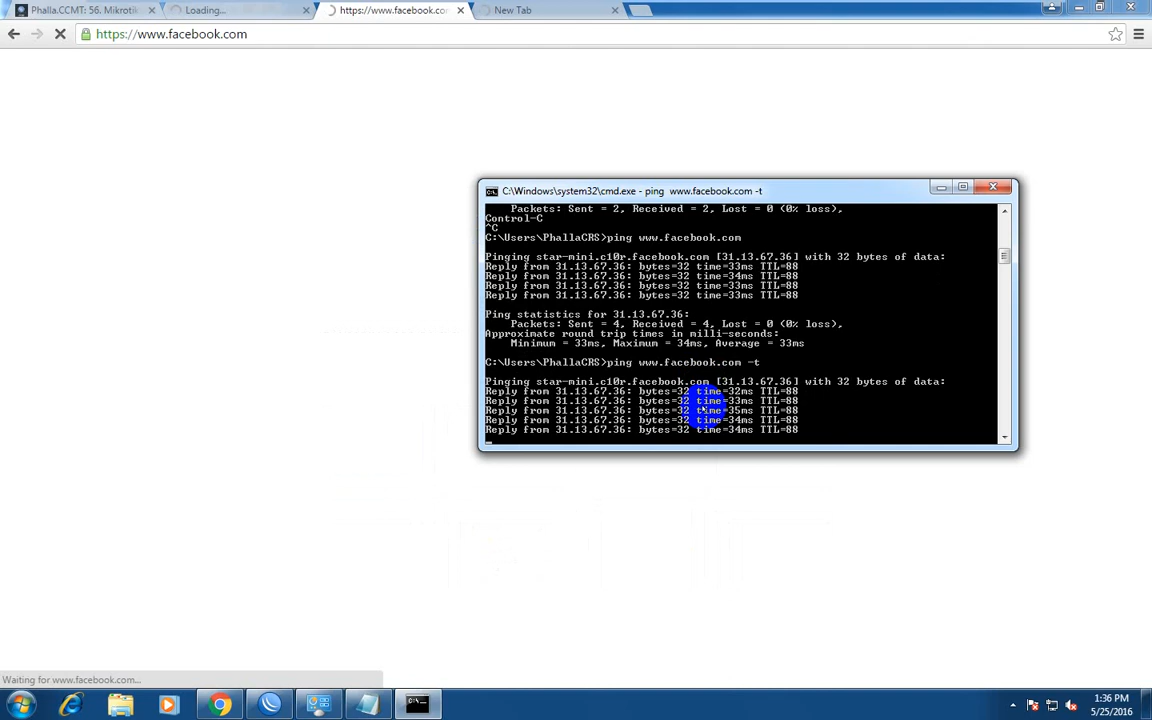 Phalla.CCMT: 56. Mikroti
Loading...
https://www.facebook.co
New Tab
https://www.facebook.com
C:\Windows\system32\cmd.exe - ping  www.facebook.com -t
Packets: Sent = 2, Received = 2, Lost = 0 (0% loss),
Control-C
^C
C:\Users\PhallaCRS>ping www.facebook.com
Pinging star-mini.c10r.facebook.com [31.13.67.36] with 32 bytes of data:
Reply from 31.13.67.36: bytes=32 time=33ms TTL=88
Reply from 31.13.67.36: bytes=32 time=34ms TTL=88
Reply from 31.13.67.36: bytes=32 time=33ms TTL=88
Reply from 31.13.67.36: bytes=32 time=33ms TTL=88
Ping statistics for 31.13.67.36:
Packets: Sent = 4, Received = 4, Lost = 0 (0% loss),
Approximate round trip times in milli-seconds:
Minimum = 33ms, Maximum = 34ms, Average = 33ms
C:\Users\PhallaCRS>ping www.facebook.com -t
Pinging star-mini.c10r.facebook.com [31.13.67.36] with 32 bytes of data:
Reply from 31.13.67.36: bytes=32 time=32ms TTL=88
Reply from 31.13.67.36: bytes=32 time=33ms TTL=88
Reply from 31.13.67.36: bytes=32 time=35ms TTL=88
Reply from 31.13.67.36: bytes=32 time=34ms TTL=88
Reply from 31.13.67.36: bytes=32 time=34ms TTL=88
Waiting for www.facebook.com...
1:36 PM
5/25/2016